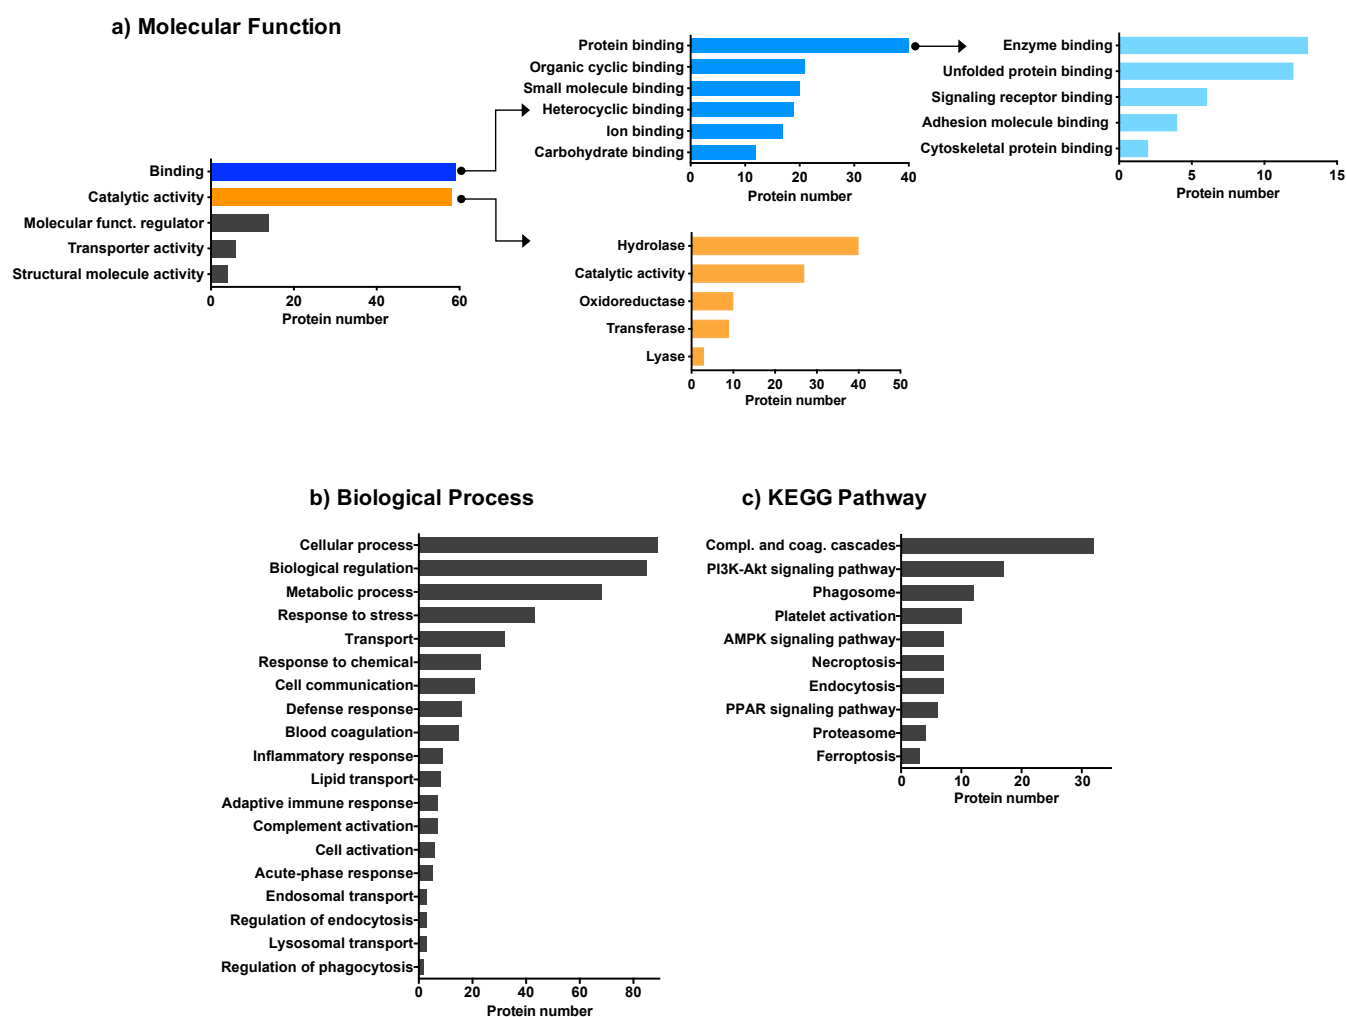 a) Molecular Function
Binding
Catalytic activity
Molecular funct. regulator
Transporter activity
Structural molecule activity
0 20 40 60
Protein number
Protein binding
Organic cyclic binding
Small molecule binding
Heterocyclic binding
Ion binding
Carbohydrate binding
0 10 20 30 40
Protein number
Enzyme binding
Unfolded protein binding
Signaling receptor binding
Adhesion molecule binding
Cytoskeletal protein binding
0 5 10 15
Protein number
Hydrolase
Catalytic activity
Oxidoreductase
Transferase
Lyase
0 10 20 30 40 50
Protein number
b) Biological Process
Cellular process
Biological regulation
Metabolic process
Response to stress
Transport
Response to chemical
Cell communication
Defense response
Blood coagulation
Inflammatory response
Lipid transport
Adaptive immune response
Complement activation
Cell activation
Acute-phase response
Endosomal transport
Regulation of endocytosis
Lysosomal transport
Regulation of phagocytosis
0 20 40 60 80
Protein number
c) KEGG Pathway
Compl. and coag. cascades
PI3K-Akt signaling pathway
Phagosome
Platelet activation
AMPK signaling pathway
Necroptosis
Endocytosis
PPAR signaling pathway
Proteasome
Ferroptosis
0 10 20 30
Protein number